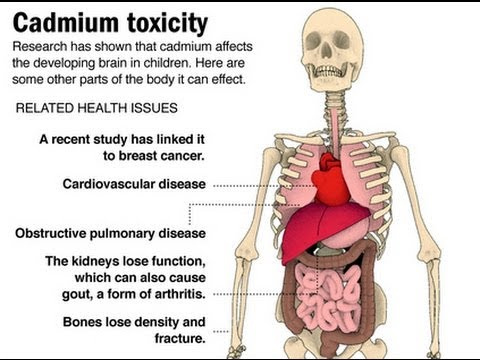 Cadmium toxicity
Research has shown that cadmium affects
the developing brain in children. Here are
some other parts of the body it can effect.
RELATED HEALTH ISSUES
A recent study has linked it
to breast cancer.
Cardiovascular disease
Obstructive pulmonary disease
The kidneys lose function,
which can also cause
gout, a form of arthritis.
Bones lose density and
fracture.